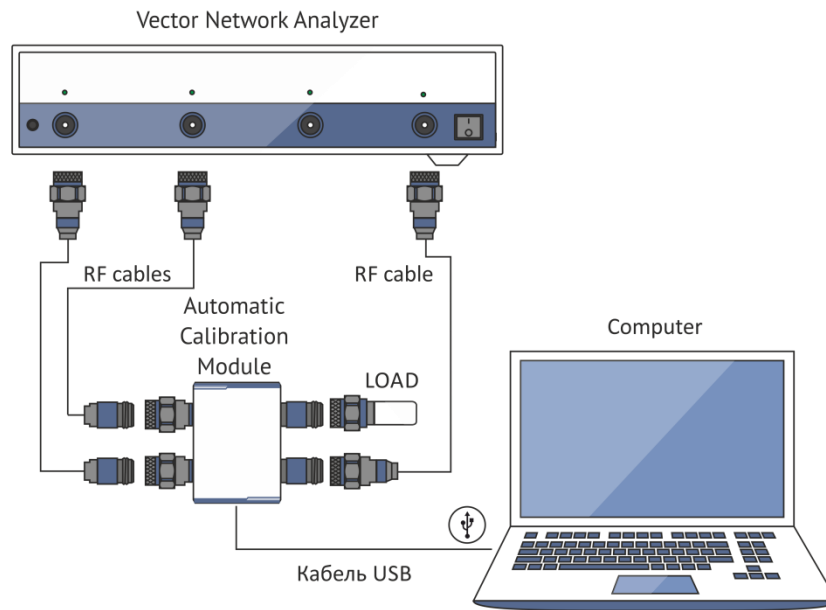 Vector Network Analyzer
RF cables
RF cable
Automatic
Calibration
Module
Computer
LOAD
Кабель USB